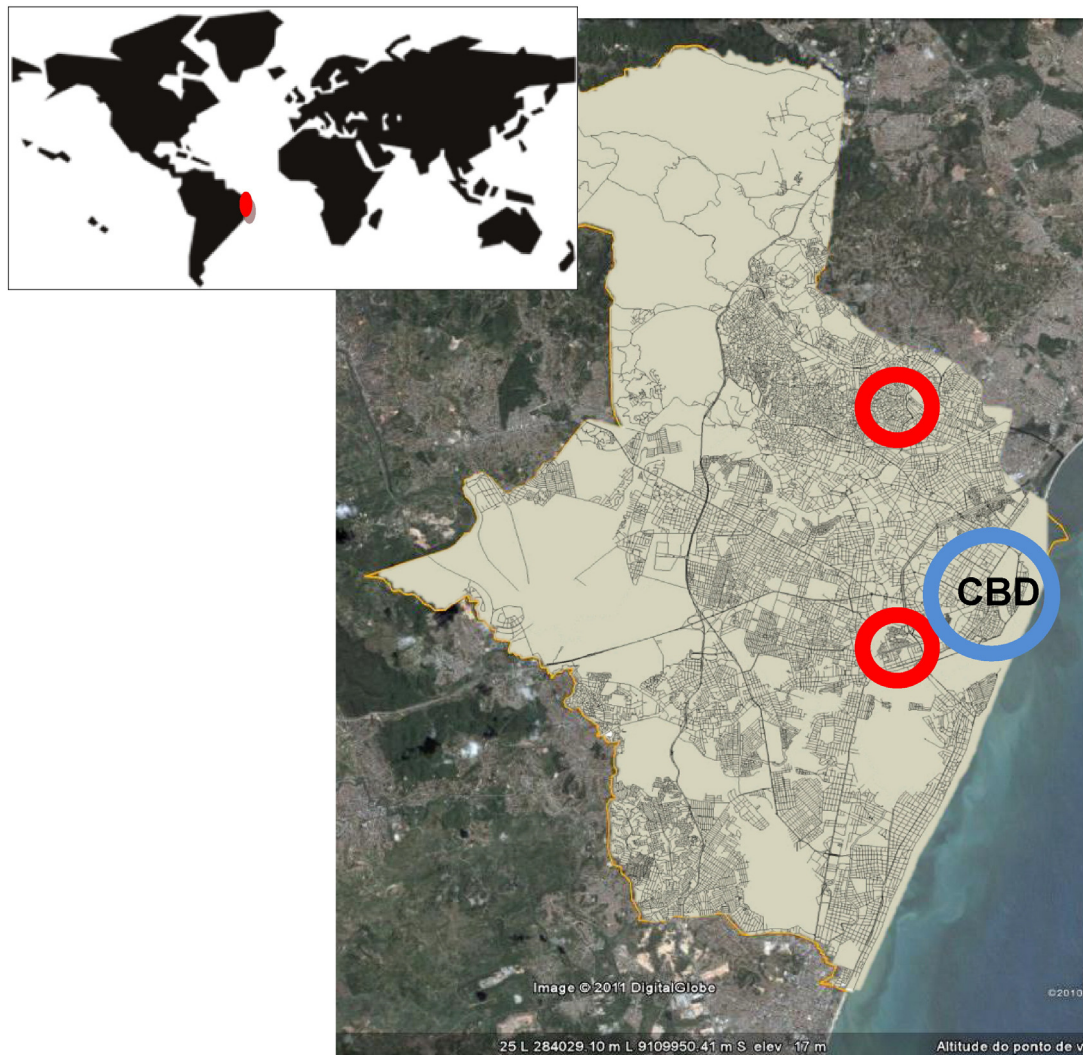 CBD
Image © 2011 DigitalGlobe
©2010
25 L 284029.10 m L 9109950.41 m S elev 17 m
Altitude do ponto de v